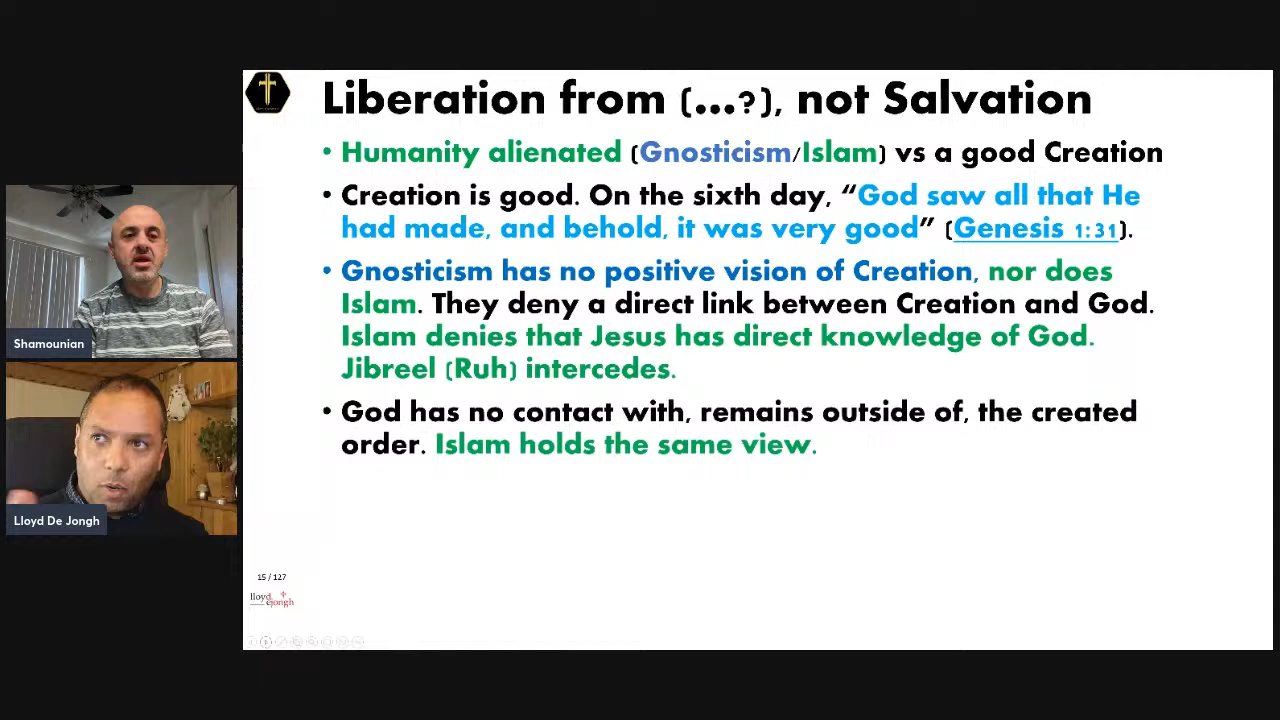 Liberation from (...?), not Salvation
• Humanity alienated (Gnosticism/Islam) vs a good Creation
• Creation is good. On the sixth day, “God saw all that He
had made, and behold, it was very good” (Genesis 1:31).
• Gnosticism has no positive vision of Creation, nor does
Islam. They deny a direct link between Creation and God.
Islam denies that Jesus has direct knowledge of God.
Jibreel (Ruh) intercedes.
• God has no contact with, remains outside of, the created
order. Islam holds the same view.
Shamounian
Lloyd De Jongh
15 / 127
lloyd
dejongh